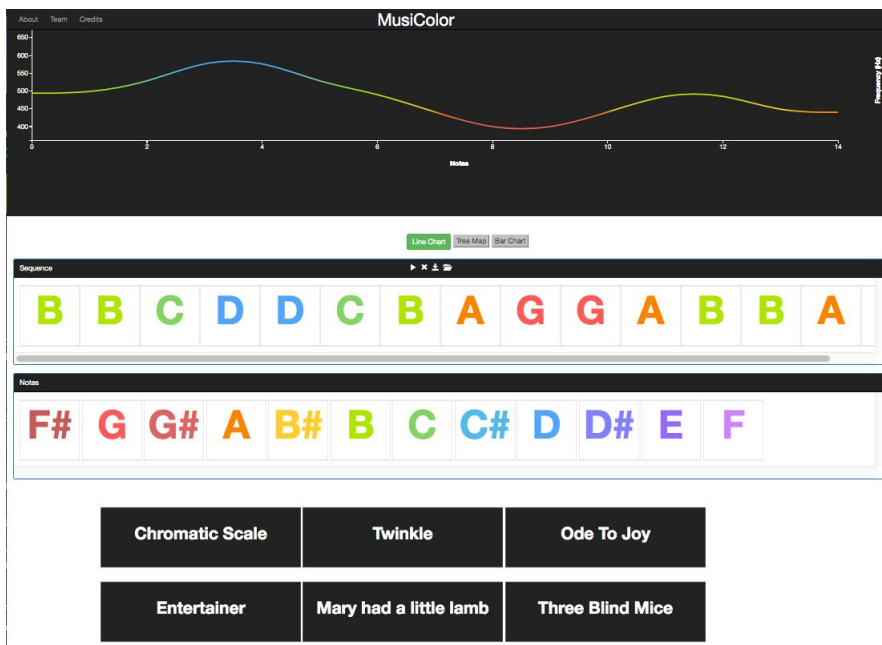 About Team Credits MusiColor
650
600
550
500
450
400
Frequency (Hz)
0 2 4 6 8 10 12 14
Notes
Line Chart Tree Map Bar Chart
Sequence
B B C D D C B A G G A B B A
Notes
F# G G# A B# B C C# D D# E F
Chromatic Scale Twinkle Ode To Joy
Entertainer Mary had a little lamb Three Blind Mice